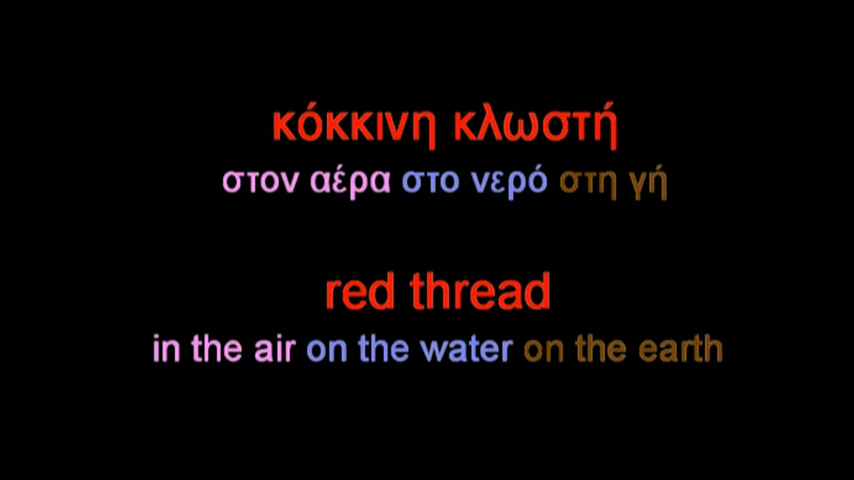 κόκκινη κλωστή
στον αέρα στο νερό στη γή
red thread
in the air on the water on the earth